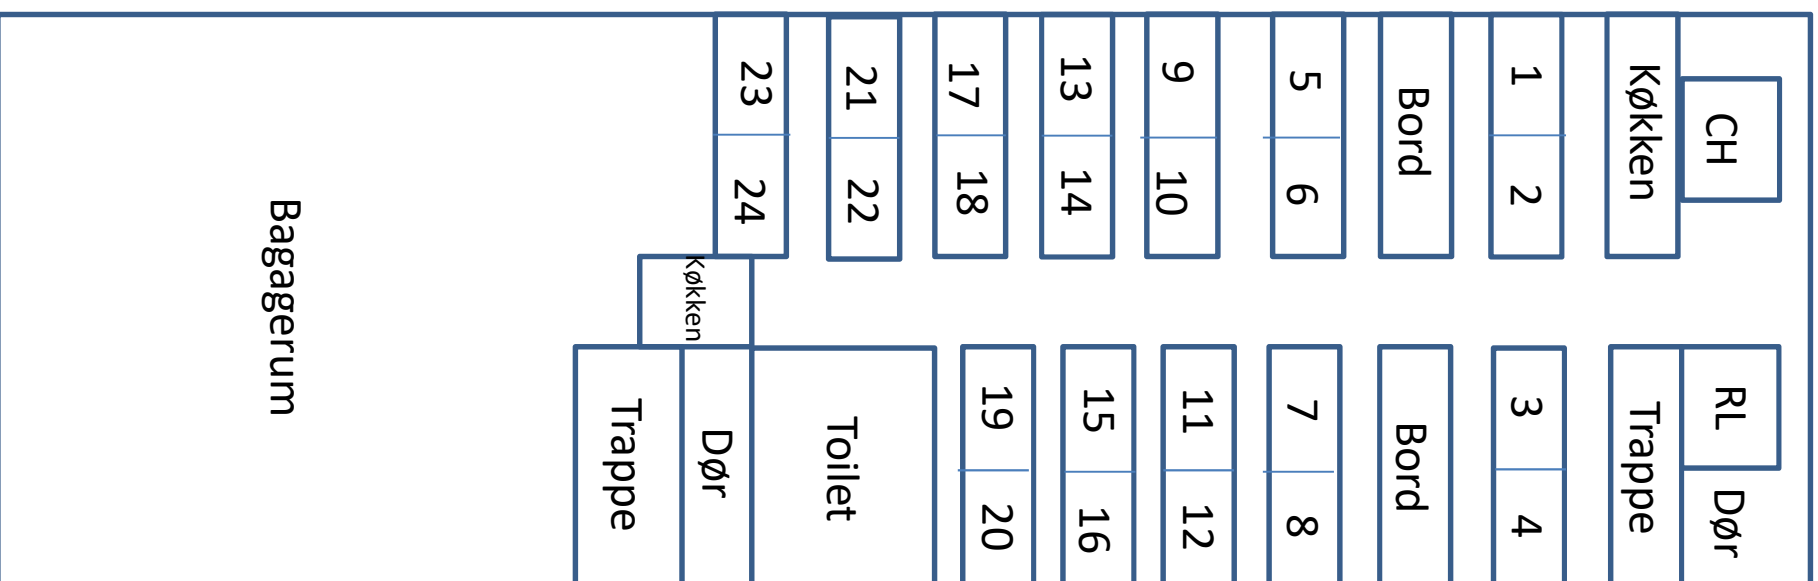 CH RL Dør
Køkken Trappe
1 2 3 4
Bord Bord
5 6 7 8
9 10 11 12
13 14 15 16
17 18 19 20
21 22 Toilet
23 24
Køkken Dør
Trappe
Bagagerum